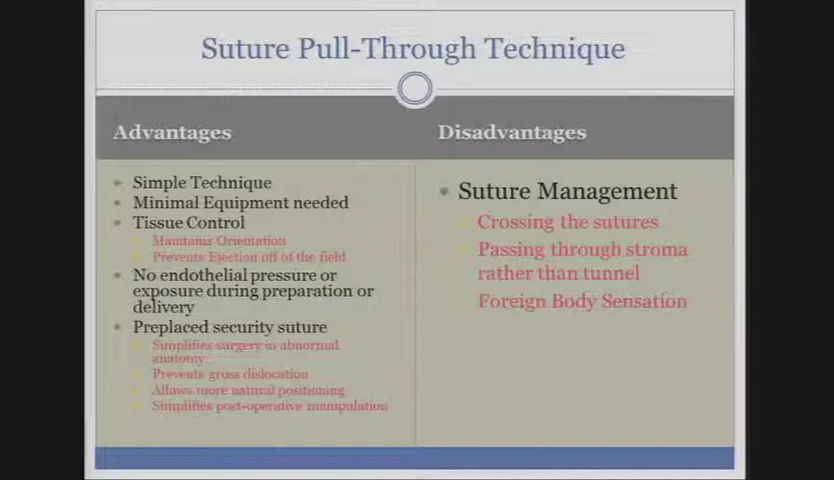 Suture Pull-Through Technique
Advantages
Simple Technique
Minimal Equipment needed
Tissue Control
Maintains Orientation
Prevents Ejection off of the field
No endothelial pressure or
exposure during preparation or
delivery
Preplaced security suture
Simplifies surgery in abnormal
anatomy.
Prevents gross dislocation
Allows more natural positioning
Simplifies post-operative manipulation
Disadvantages
Suture Management
Crossing the sutures
Passing through stroma
rather than tunnel
Foreign Body Sensation